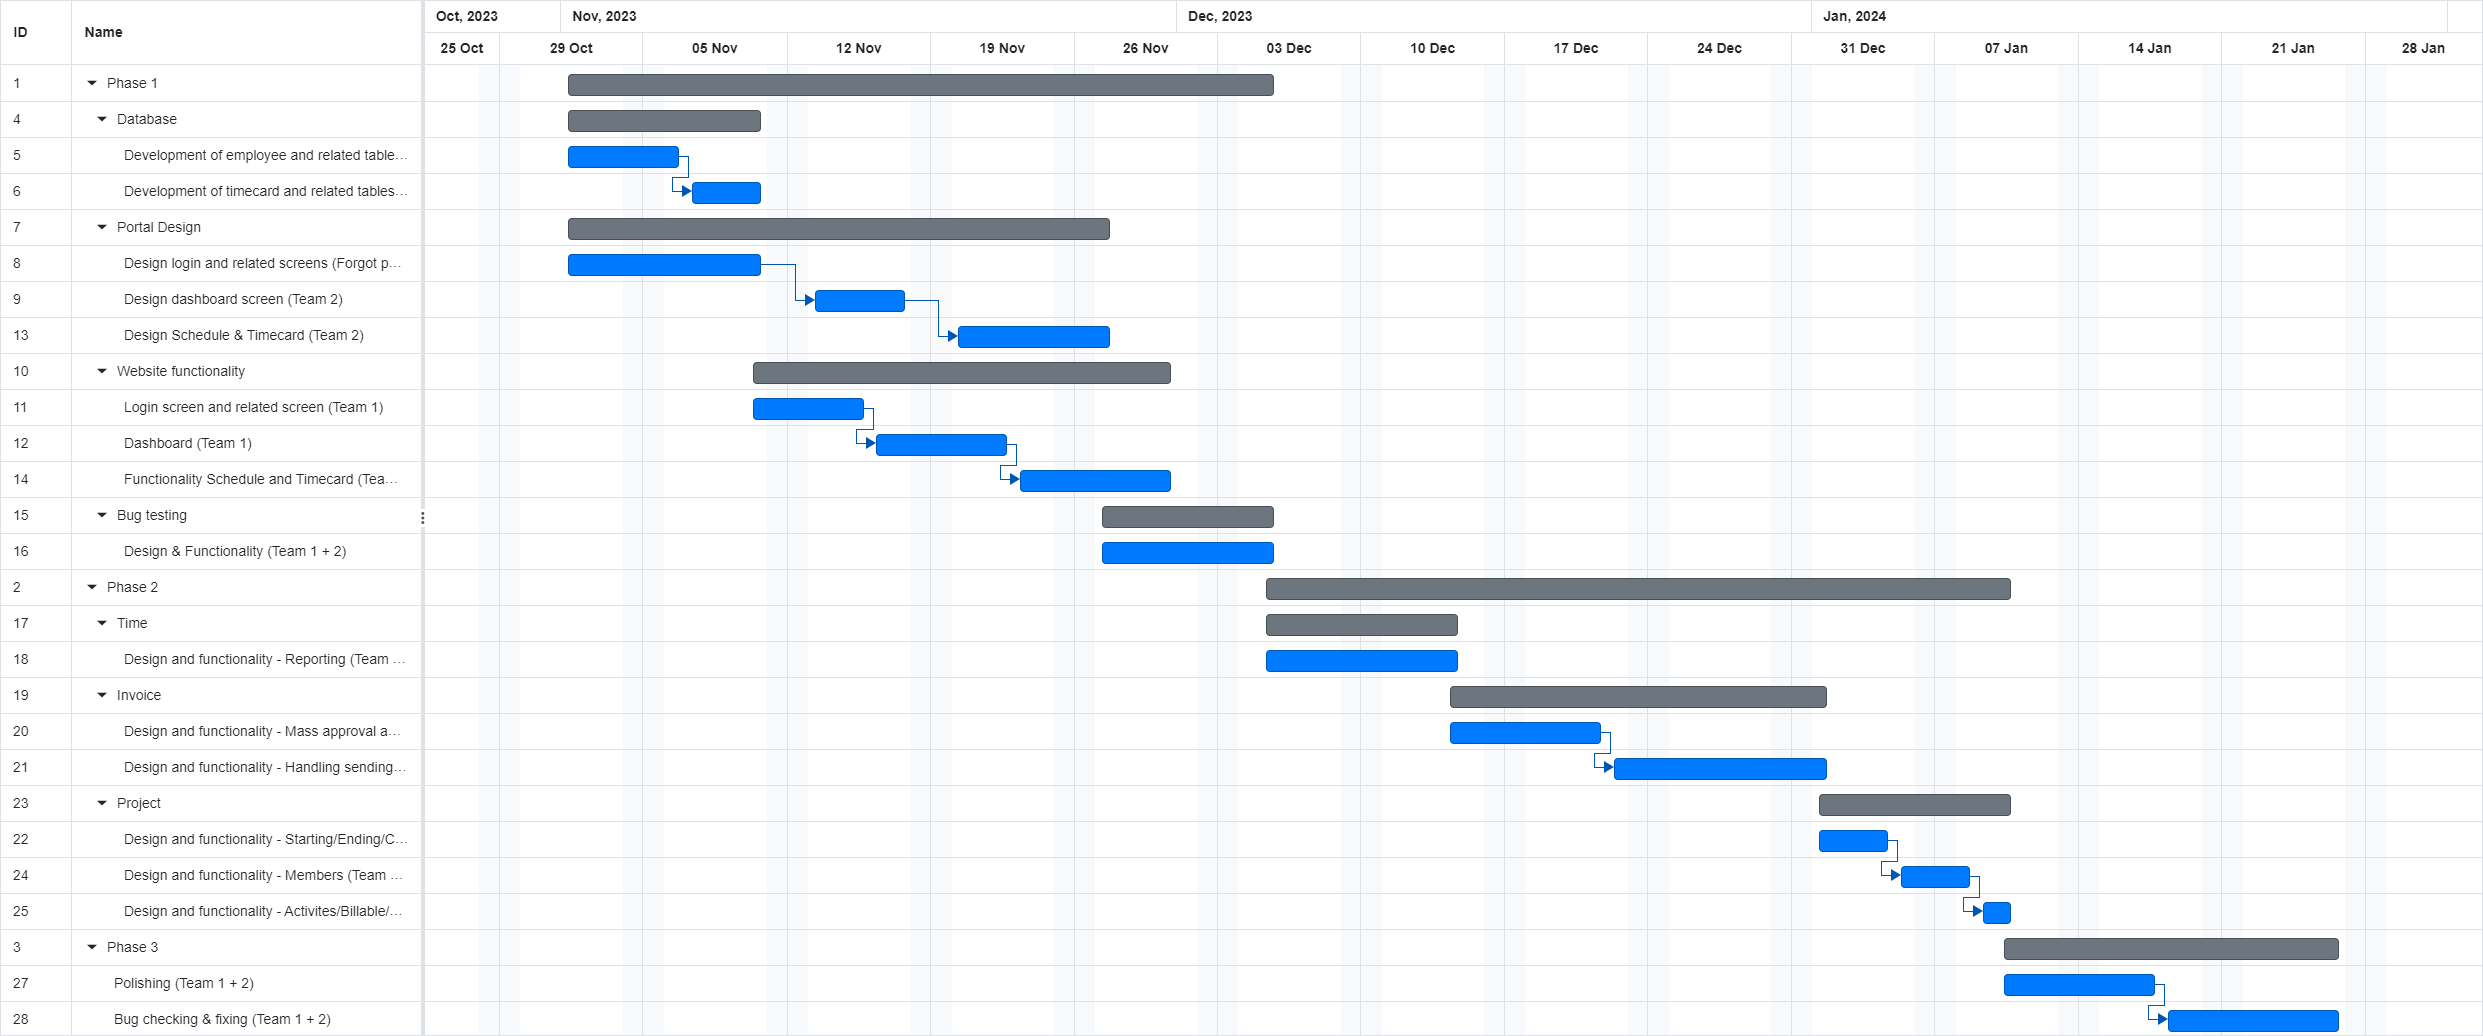 Oct, 2023 Nov, 2023 Dec, 2023 Jan, 2024
ID Name
25 Oct 29 Oct 05 Nov 12 Nov 19 Nov 26 Nov 03 Dec 10 Dec 17 Dec 24 Dec 31 Dec 07 Jan 14 Jan 21 Jan 28 Jan
1 Phase 1
4 Database
5 Development of employee and related table...
6 Development of timecard and related tables...
7 Portal Design
8 Design login and related screens (Forgot p...
9 Design dashboard screen (Team 2)
13 Design Schedule & Timecard (Team 2)
10 Website functionality
11 Login screen and related screen (Team 1)
12 Dashboard (Team 1)
14 Functionality Schedule and Timecard (Tea...
15 Bug testing
16 Design & Functionality (Team 1 + 2)
2 Phase 2
17 Time
18 Design and functionality - Reporting (Team ...
19 Invoice
20 Design and functionality - Mass approval a...
21 Design and functionality - Handling sending...
23 Project
22 Design and functionality - Starting/Ending/C...
24 Design and functionality - Members (Team ...
25 Design and functionality - Activites/Billable/...
3 Phase 3
27 Polishing (Team 1 + 2)
28 Bug checking & fixing (Team 1 + 2)